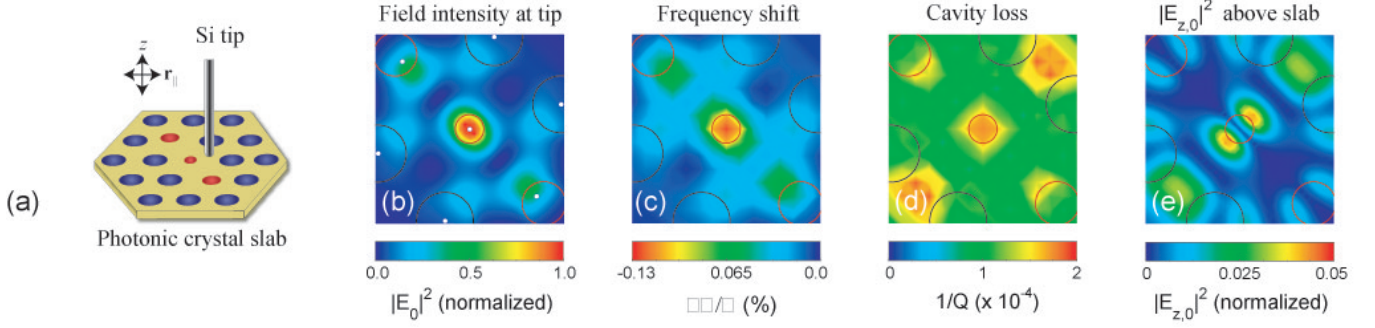 Si tip
z
r∥
(a)
Photonic crystal slab
Field intensity at tip
(b)
0.0 0.5 1.0
|E₀|² (normalized)
Frequency shift
(c)
-0.13 0.065 0.0
□□/□ (%)
Cavity loss
(d)
0 1 2
1/Q (x 10⁻⁴)
|E_z,0|² above slab
(e)
0 0.025 0.05
|E_z,0|² (normalized)